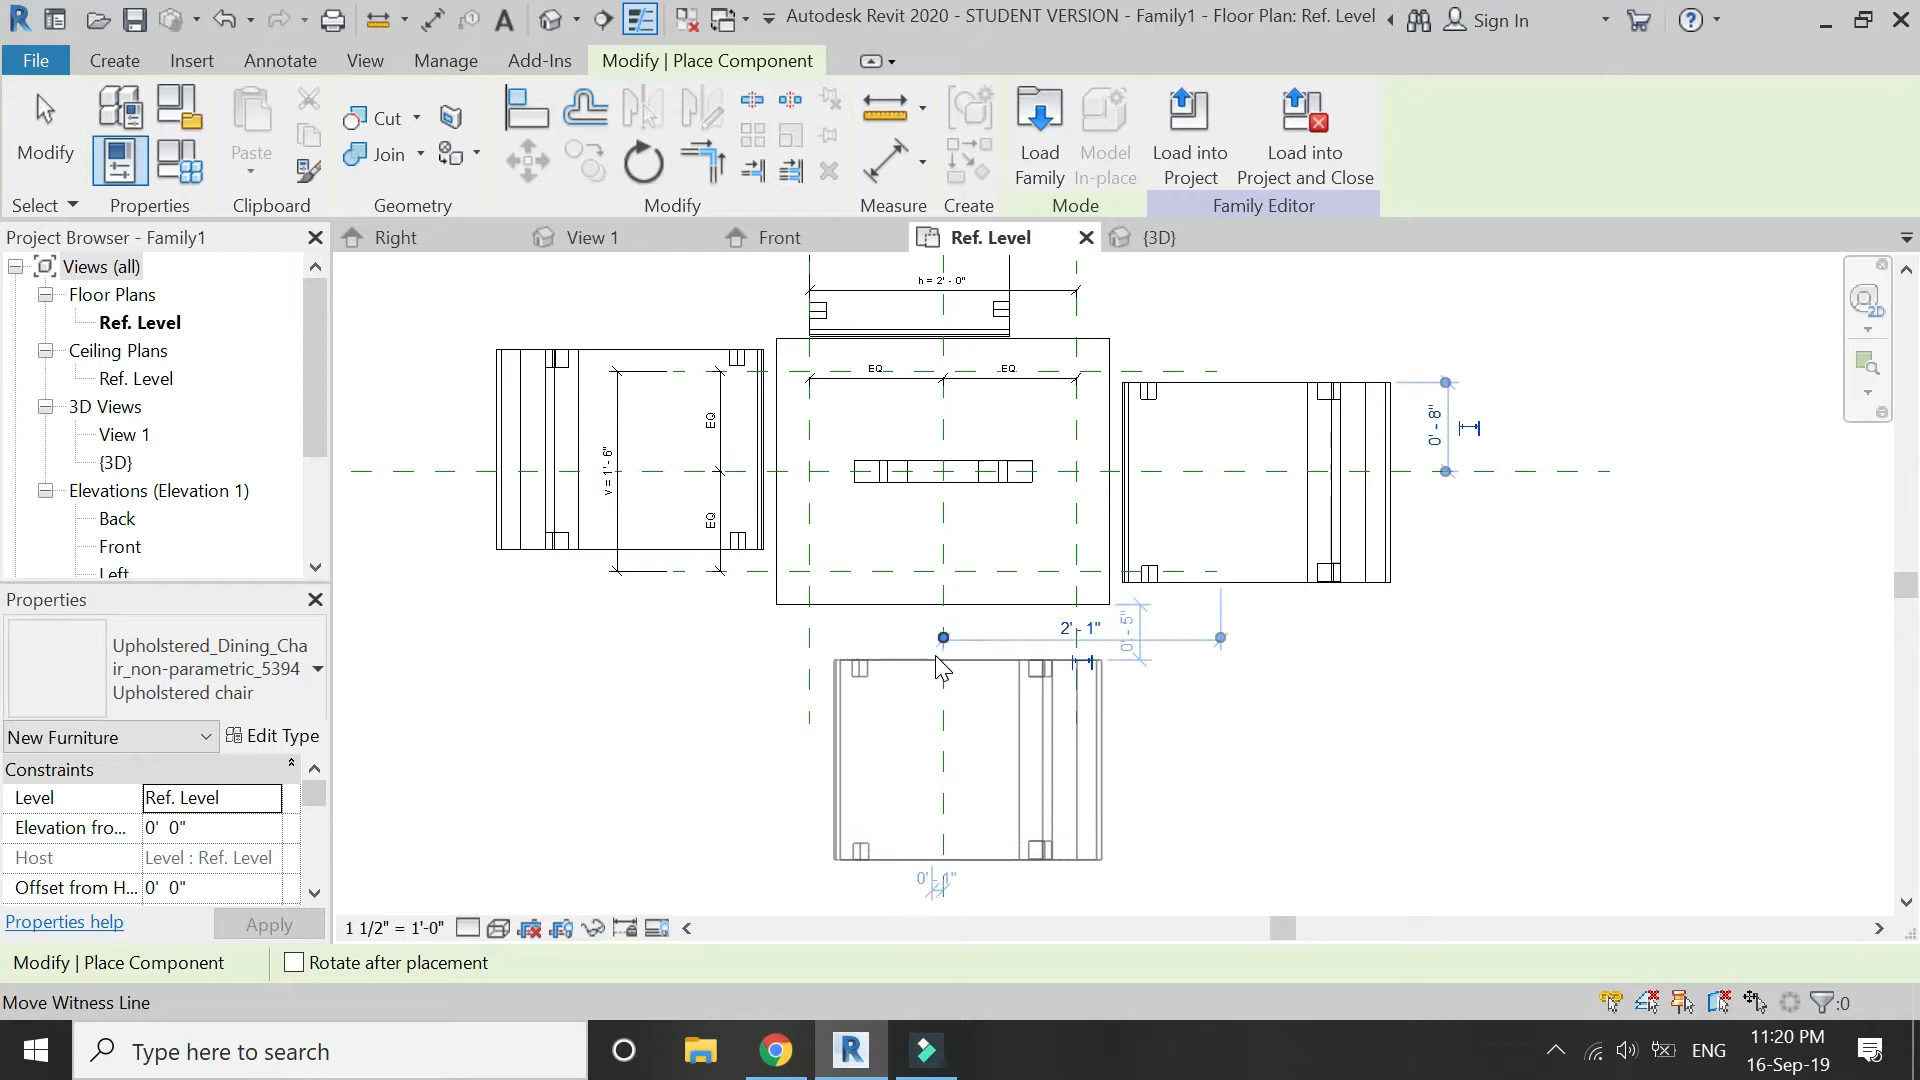 Autodesk Revit 2020 - STUDENT VERSION - Family1 - Floor Plan: Ref. Level
Sign In
File
Create
Insert
Annotate
View
Manage
Add-Ins
Modify | Place Component
Modify
Paste
Cut
Join
Load Family
Model In-place
Load into Project
Load into Project and Close
Select
Properties
Clipboard
Geometry
Modify
Measure
Create
Mode
Family Editor
Project Browser - Family1
Right
View 1
Front
Ref. Level
{3D}
Views (all)
Floor Plans
Ref. Level
Ceiling Plans
Ref. Level
3D Views
View 1
{3D}
Elevations (Elevation 1)
Back
Front
Left
Properties
Upholstered_Dining_Cha
ir_non-parametric_5394
Upholstered chair
New Furniture
Edit Type
Constraints
Level
Ref. Level
Elevation fro...
0' 0"
Host
Level : Ref. Level
Offset from H...
0' 0"
Properties help
Apply
h = 2' - 0"
EQ
EQ
EQ
EQ
v = 1' - 6"
0' - 8"
2' - 1"
0' - 5"
0' - 1"
2D
1 1/2" = 1'-0"
Modify | Place Component
Rotate after placement
Move Witness Line
:0
Type here to search
ENG
11:20 PM
16-Sep-19